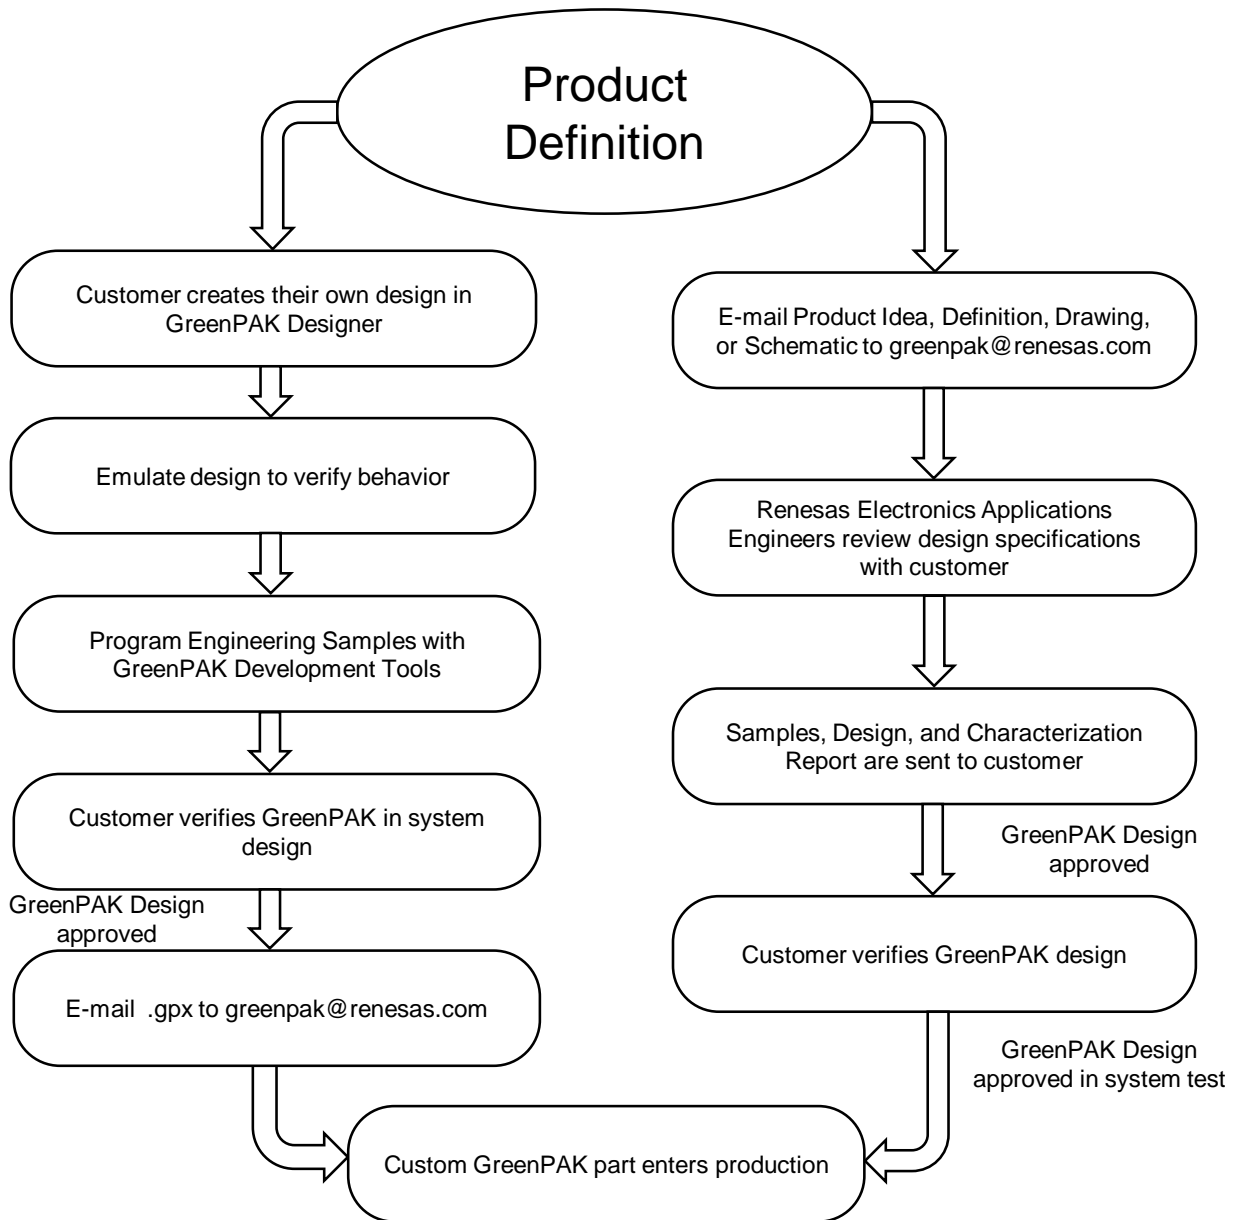 Product
Definition
Customer creates their own design in
GreenPAK Designer
E-mail Product Idea, Definition, Drawing,
or Schematic to greenpak@renesas.com
Emulate design to verify behavior
Renesas Electronics Applications
Engineers review design specifications
with customer
Program Engineering Samples with
GreenPAK Development Tools
Samples, Design, and Characterization
Report are sent to customer
Customer verifies GreenPAK in system
design
GreenPAK Design
approved
GreenPAK Design
approved
Customer verifies GreenPAK design
E-mail .gpx to greenpak@renesas.com
GreenPAK Design
approved in system test
Custom GreenPAK part enters production